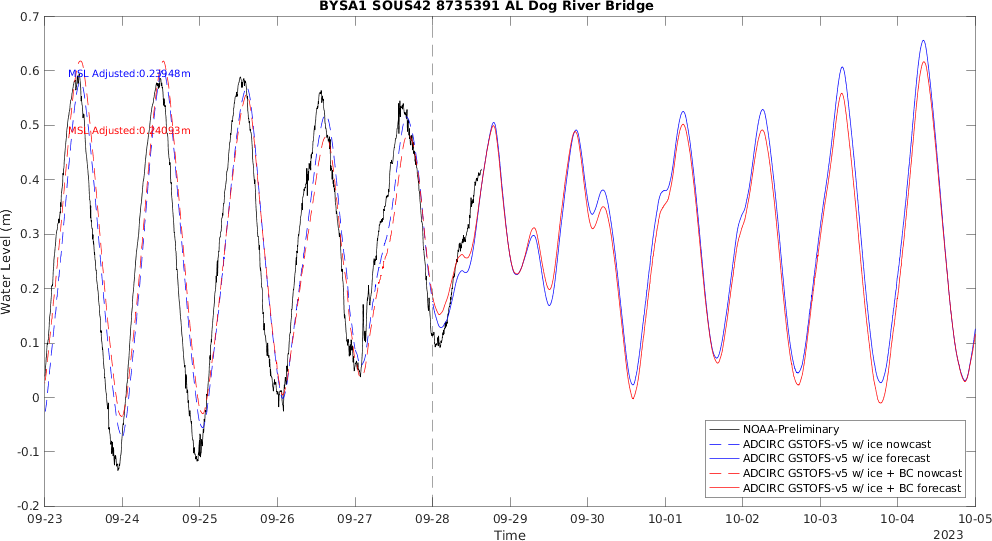 BYSA1 SOUS42 8735391 AL Dog River Bridge
0.7
0.6
0.5
0.4
0.3
0.2
0.1
0
-0.1
-0.2
Water Level (m)
MSL Adjusted:0.23948m
MSL Adjusted:0.24093m
NOAA-Preliminary
ADCIRC GSTOFS-v5 w/ ice nowcast
ADCIRC GSTOFS-v5 w/ ice forecast
ADCIRC GSTOFS-v5 w/ ice + BC nowcast
ADCIRC GSTOFS-v5 w/ ice + BC forecast
09-23 09-24 09-25 09-26 09-27 09-28 09-29 09-30 10-01 10-02 10-03 10-04 10-05
Time
2023